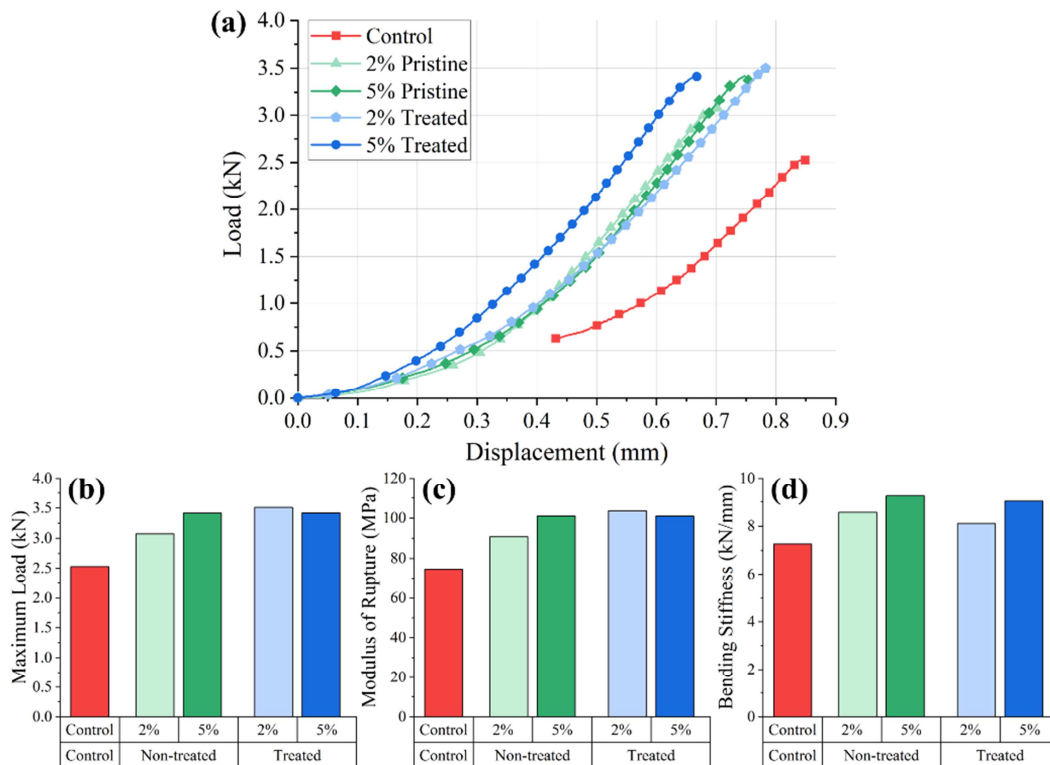 (a)
4.0
3.5
3.0
2.5
2.0
1.5
1.0
0.5
0.0
Load (kN)
Control
2% Pristine
5% Pristine
2% Treated
5% Treated
0.0 0.1 0.2 0.3 0.4 0.5 0.6 0.7 0.8 0.9
Displacement (mm)
(b)
4.0
3.5
3.0
2.5
2.0
1.5
1.0
0.5
0.0
Maximum Load (kN)
Control 2% 5% 2% 5%
Control Non-treated Treated
(c)
120
100
80
60
40
20
0
Modulus of Rupture (MPa)
Control 2% 5% 2% 5%
Control Non-treated Treated
(d)
10
8
6
4
2
0
Bending Stiffness (kN/mm)
Control 2% 5% 2% 5%
Control Non-treated Treated